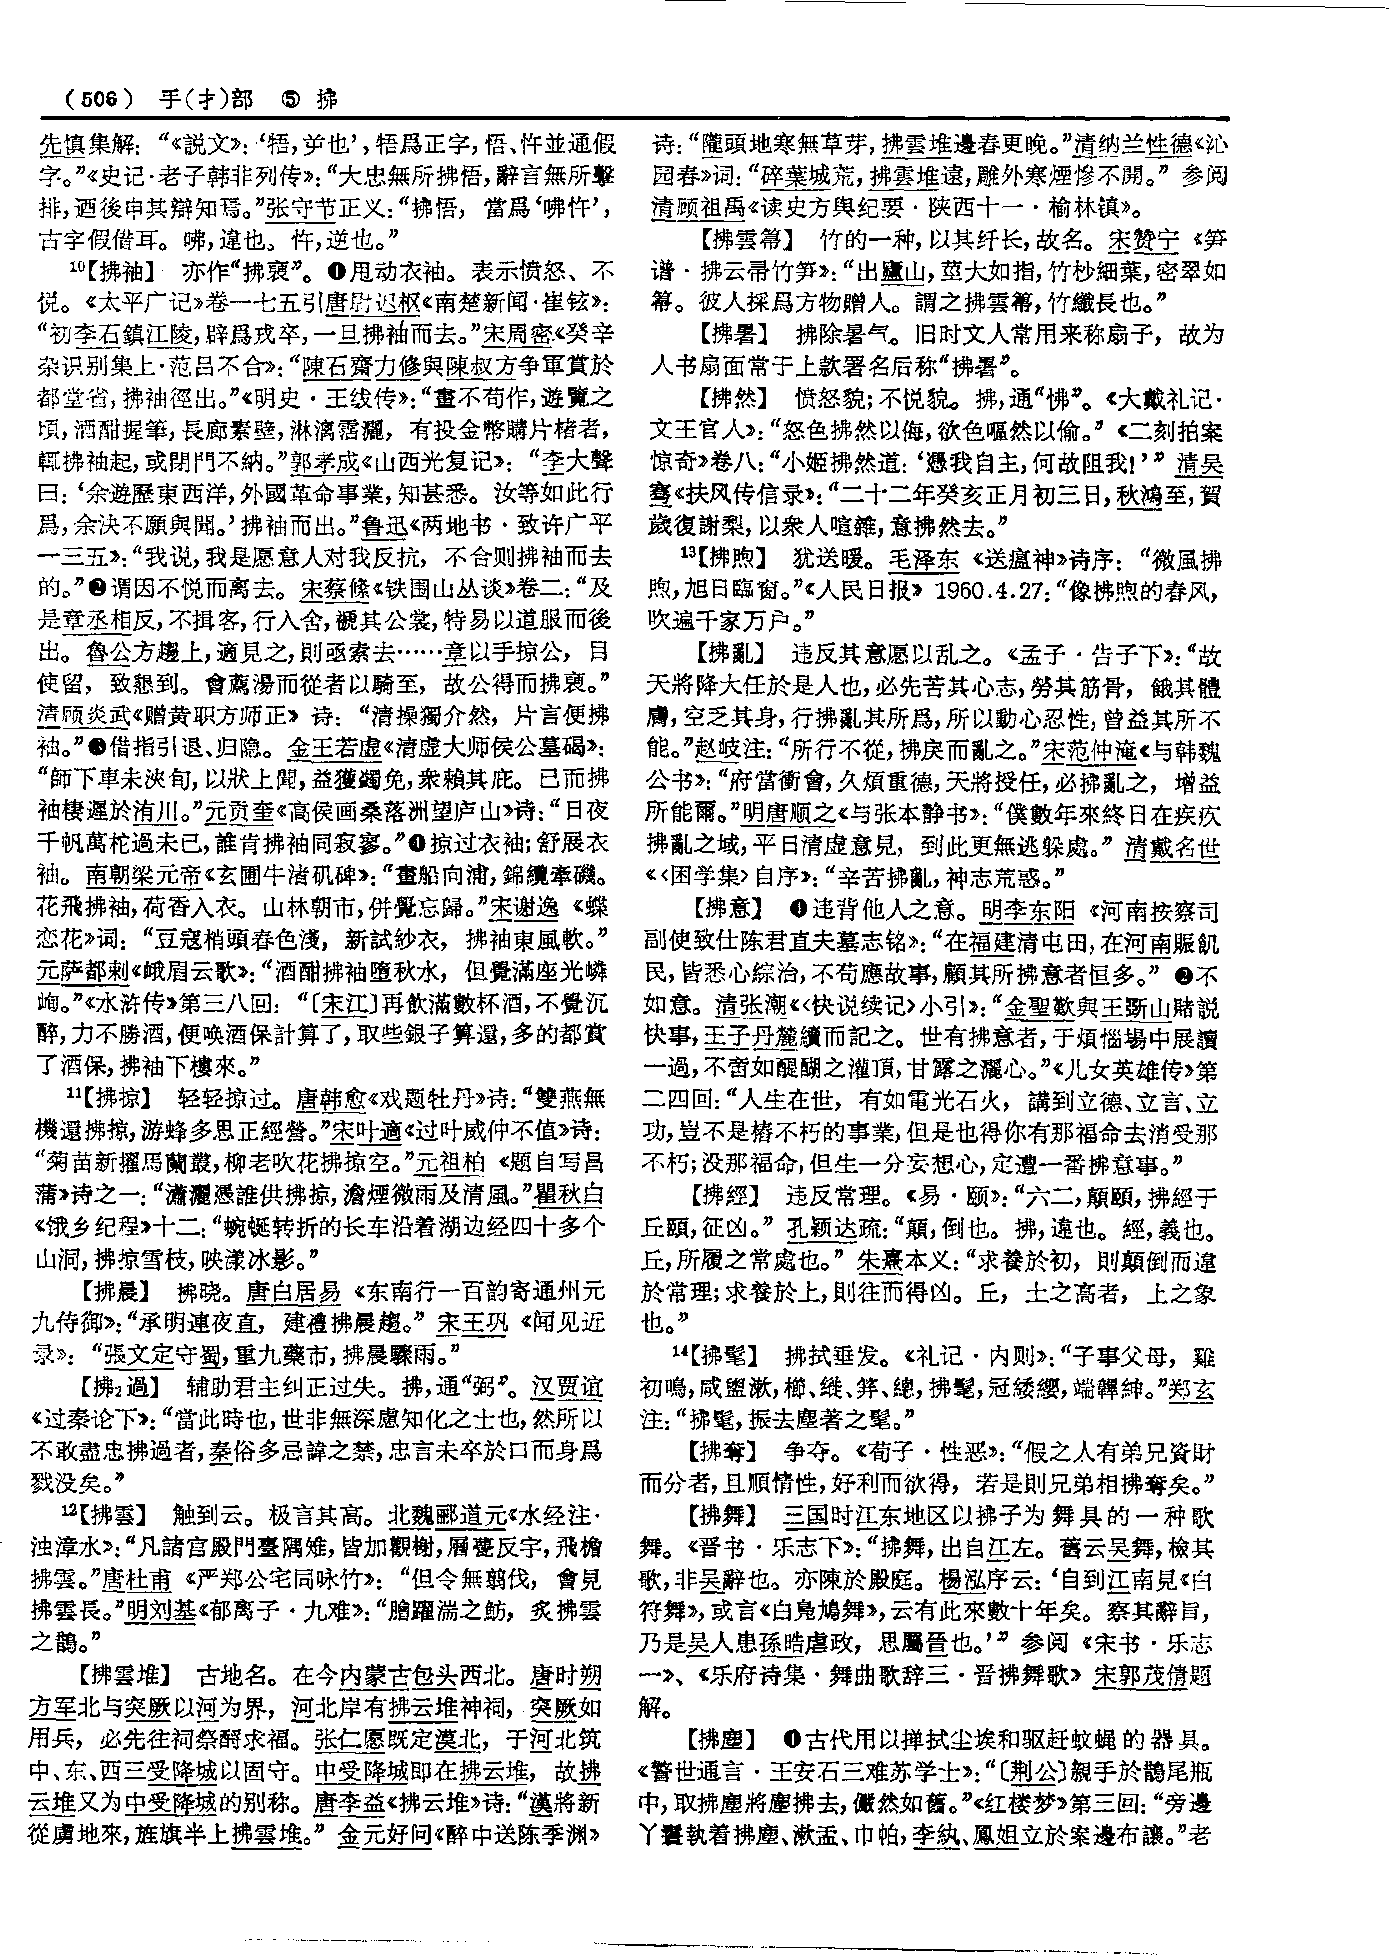 (506) 手(扌)部 ⑤ 拂
先慎集解：“《説文》：‘牾，屰也’，牾爲正字，悟、忤並通假
字。”《史记·老子韩非列传》：“大忠無所拂悟，辭言無所擊
排，迺後申其辯知焉。”张守节正义：“拂悟，當爲‘咈忤’，
古字假借耳。咈，違也。忤，逆也。”
10【拂袖】 亦作“拂褎”。❶甩动衣袖。表示愤怒、不
悦。《太平广记》卷一七五引唐尉迟枢《南楚新闻·崔铉》：
“初李石鎮江陵，辟爲戎卒，一旦拂袖而去。”宋周密《癸辛
杂识别集上·范吕不合》：“陳石齋力修與陳叔方争軍賞於
都堂省，拂袖徑出。”《明史·王绂传》：“畫不苟作，遊覽之
頃，酒酣握筆，長廊素壁，淋漓霑灑，有投金幣購片楮者，
輒拂袖起，或閉門不納。”郭孝成《山西光复记》：“李大聲
曰：‘余遊歷東西洋，外國革命事業，知甚悉。汝等如此行
爲，余決不願與聞。’拂袖而出。”鲁迅《两地书·致许广平
一三五》：“我说，我是愿意人对我反抗，不合则拂袖而去
的。”❷谓因不悦而离去。宋蔡絛《铁围山丛谈》卷二：“及
是章丞相反，不揖客，行入舍，褫其公裳，特易以道服而後
出。魯公方趨上，適見之，則亟索去……章以手掠公，目
使留，致懇到。會薦湯而從者以騎至，故公得而拂褎。”
清顾炎武《赠黄职方师正》诗：“清操獨介然，片言便拂
袖。”❸借指引退、归隐。金王若虚《清虚大师侯公墓碣》：
“師下車未浹旬，以狀上聞，益獲蠲免，衆賴其庇。已而拂
袖棲遲於洧川。”元贡奎《高侯画桑落洲望庐山》诗：“日夜
千帆萬柁過未已，誰肯拂袖同寂寥。”❹掠过衣袖；舒展衣
袖。南朝梁元帝《玄圃牛渚矶碑》：“畫船向浦，錦纜牽磯。
花飛拂袖，荷香入衣。山林朝市，併覺忘歸。”宋谢逸《蝶
恋花》词：“豆寇梢頭春色淺，新試紗衣，拂袖東風軟。”
元萨都剌《峨眉云歌》：“酒酣拂袖墮秋水，但覺滿座光嶙
峋。”《水浒传》第三八回：“〔宋江〕再飲滿數杯酒，不覺沉
醉，力不勝酒，便唤酒保計算了，取些銀子算還，多的都賞
了酒保，拂袖下樓來。”
11【拂掠】 轻轻掠过。唐韩愈《戏题牡丹》诗：“雙燕無
機還拂掠，游蜂多思正經營。”宋叶適《过叶威仲不值》诗：
“菊苗新擢馬蘭叢，柳老吹花拂掠空。”元祖柏《题自写昌
蒲》诗之一：“瀟灑憑誰供拂掠，澹煙微雨及清風。”瞿秋白
《饿乡纪程》十二：“蜿蜒转折的长车沿着湖边经四十多个
山洞，拂掠雪枝，映漾冰影。”
【拂晨】 拂晓。唐白居易《东南行一百韵寄通州元
九侍御》：“承明連夜直，建禮拂晨趨。”宋王巩《闻见近
录》：“張文定守蜀，重九藥市，拂晨驟雨。”
【拂2過】 辅助君主纠正过失。拂，通“弼”。汉贾谊
《过秦论下》：“當此時也，世非無深慮知化之士也，然所以
不敢盡忠拂過者，秦俗多忌諱之禁，忠言未卒於口而身爲
戮没矣。”
12【拂雲】 触到云。极言其高。北魏郦道元《水经注·
浊漳水》：“凡諸宫殿門臺隅雉，皆加觀榭，層甍反宇，飛檐
拂雲。”唐杜甫《严郑公宅同咏竹》：“但令無翦伐，會見
拂雲長。”明刘基《郁离子·九难》：“膾躍湍之魴，炙拂雲
之鵠。”
【拂雲堆】 古地名。在今内蒙古包头西北。唐时朔
方军北与突厥以河为界，河北岸有拂云堆神祠，突厥如
用兵，必先往祠祭酹求福。张仁愿既定漠北，于河北筑
中、东、西三受降城以固守。中受降城即在拂云堆，故拂
云堆又为中受降城的别称。唐李益《拂云堆》诗：“漢將新
從虜地來，旌旗半上拂雲堆。”金元好问《醉中送陈季渊》
诗：“隴頭地寒無草芽，拂雲堆邊春更晚。”清纳兰性德《沁
园春》词：“碎葉城荒，拂雲堆遠，雕外寒煙慘不開。”参阅
清顾祖禹《读史方舆纪要·陕西十一·榆林镇》。
【拂雲箒】 竹的一种，以其纤长，故名。宋赞宁《笋
谱·拂云帚竹笋》：“出廬山，莖大如指，竹杪細葉，密翠如
箒。彼人採爲方物贈人。謂之拂雲箒，竹纖長也。”
【拂暑】 拂除暑气。旧时文人常用来称扇子，故为
人书扇面常于上款署名后称“拂暑”。
【拂然】 愤怒貌；不悦貌。拂，通“怫”。《大戴礼记·
文王官人》：“怒色拂然以侮，欲色嘔然以偷。”《二刻拍案
惊奇》卷八：“小姬拂然道：‘憑我自主，何故阻我！’”清吴
骞《扶风传信录》：“二十二年癸亥正月初三日，秋鴻至，賀
歲復謝梨，以衆人喧雜，意拂然去。”
13【拂煦】 犹送暖。毛泽东《送瘟神》诗序：“微風拂
煦，旭日臨窗。”《人民日报》1960.4.27：“像拂煦的春风，
吹遍千家万户。”
【拂亂】 违反其意愿以乱之。《孟子·告子下》：“故
天將降大任於是人也，必先苦其心志，勞其筋骨，餓其體
膚，空乏其身，行拂亂其所爲，所以動心忍性，曾益其所不
能。”赵岐注：“所行不從，拂戾而亂之。”宋范仲淹《与韩魏
公书》：“府當衝會，久煩重德，天將授任，必拂亂之，增益
所能爾。”明唐顺之《与张本静书》：“僕數年來終日在疾疚
拂亂之域，平日清虚意見，到此更無逃躲處。”清戴名世
《〈困学集〉自序》：“辛苦拂亂，神志荒惑。”
【拂意】 ❶违背他人之意。明李东阳《河南按察司
副使致仕陈君直夫墓志铭》：“在福建清屯田，在河南賑飢
民，皆悉心綜治，不苟應故事，顧其所拂意者恒多。”❷不
如意。清张潮《〈快说续记〉小引》：“金聖歎與王斵山賭説
快事，王子丹麓續而記之。世有拂意者，于煩惱場中展讀
一過，不啻如醍醐之灌頂，甘露之灑心。”《儿女英雄传》第
二四回：“人生在世，有如電光石火，講到立德、立言、立
功，豈不是樁不朽的事業，但是也得你有那福命去消受那
不朽；没那福命，但生一分妄想心，定遭一番拂意事。”
【拂經】 违反常理。《易·颐》：“六二，顛頤，拂經于
丘頤，征凶。”孔颖达疏：“顛，倒也。拂，違也。經，義也。
丘，所履之常處也。”朱熹本义：“求養於初，則顛倒而違
於常理；求養於上，則往而得凶。丘，土之高者，上之象
也。”
14【拂髦】 拂拭垂发。《礼记·内则》：“子事父母，雞
初鳴，咸盥漱，櫛、縰、笄、總，拂髦，冠緌纓，端韠紳。”郑玄
注：“拂髦，振去塵著之髦。”
【拂奪】 争夺。《荀子·性恶》：“假之人有弟兄資財
而分者，且順情性，好利而欲得，若是則兄弟相拂奪矣。”
【拂舞】 三国时江东地区以拂子为舞具的一种歌
舞。《晋书·乐志下》：“拂舞，出自江左。舊云吴舞，檢其
歌，非吴辭也。亦陳於殿庭。楊泓序云：‘自到江南見《白
符舞》，或言《白鳧鳩舞》，云有此來數十年矣。察其辭旨，
乃是吴人患孫晧虐政，思屬晉也。’”参阅《宋书·乐志
一》、《乐府诗集·舞曲歌辞三·晋拂舞歌》宋郭茂倩题
解。
【拂塵】 ❶古代用以掸拭尘埃和驱赶蚊蝇的器具。
《警世通言·王安石三难苏学士》：“〔荆公〕親手於鵲尾瓶
中，取拂塵將塵拂去，儼然如舊。”《红楼梦》第三回：“旁邊
丫鬟執着拂塵、漱盂、巾帕，李紈、鳳姐立於案邊布讓。”老